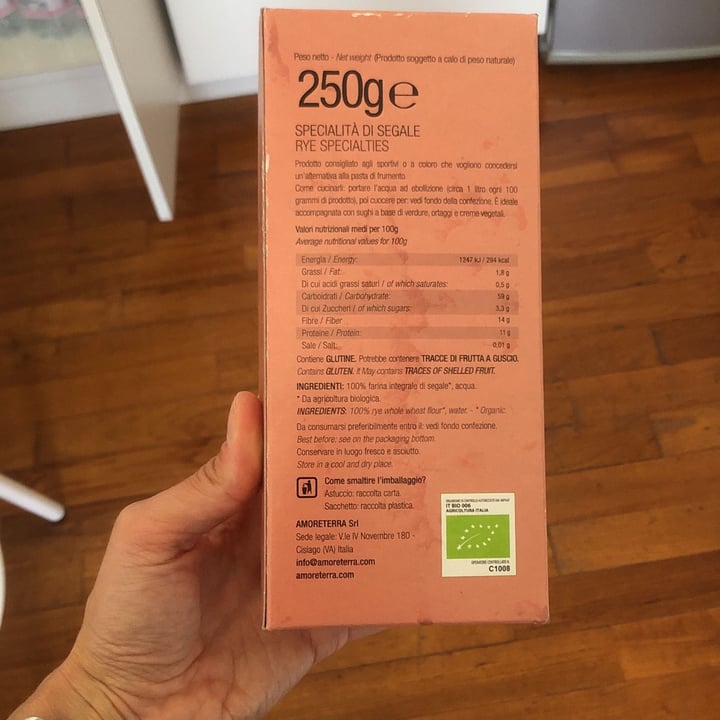 Peso netto - Net weight (Prodotto soggetto a calo di peso naturale)
250g ℮
SPECIALITÀ DI SEGALE
RYE SPECIALTIES
Prodotto consigliato agli sportivi o a coloro che vogliono concedersi
un'alternativa alla pasta di frumento.
Come cucinarli: portare l'acqua ad ebollizione (circa 1 litro ogni 100
grammi di prodotto), poi cuocere per: vedi fondo della confezione. È ideale
accompagnata con sughi a base di verdure, ortaggi e creme vegetali.
Valori nutrizionali medi per 100g
Average nutritional values for 100g
Energia / Energy: 1247 kJ / 294 kcal
Grassi / Fat: 1,8 g
Di cui acidi grassi saturi / of which saturates: 0,5 g
Carboidrati / Carbohydrate: 59 g
Di cui Zuccheri / of which sugars: 3,3 g
Fibre / Fiber 14 g
Proteine / Protein: 11 g
Sale / Salt: 0,01 g
Contiene GLUTINE. Potrebbe contenere TRACCE DI FRUTTA A GUSCIO.
Contains GLUTEN. It May contains TRACES OF SHELLED FRUIT.
INGREDIENTI: 100% farina integrale di segale*, acqua.
* Da agricoltura biologica.
INGREDIENTS: 100% rye whole wheat flour*, water. - * Organic.
Da consumarsi preferibilmente entro il: vedi fondo confezione.
Best before: see on the packaging bottom.
Conservare in luogo fresco e asciutto.
Store in a cool and dry place.
Come smaltire l'imballaggio?
Astuccio: raccolta carta.
Sacchetto: raccolta plastica.
AMORETERRA Srl
Sede legale: V.le IV Novembre 180 -
Cislago (VA) Italia
info@amoreterra.com
amoreterra.com
ORGANISMO DI CONTROLLO AUTORIZZATO DAL MIPAAF
IT BIO 006
AGRICOLTURA ITALIA
OPERATORE CONTROLLATO N.
C1008